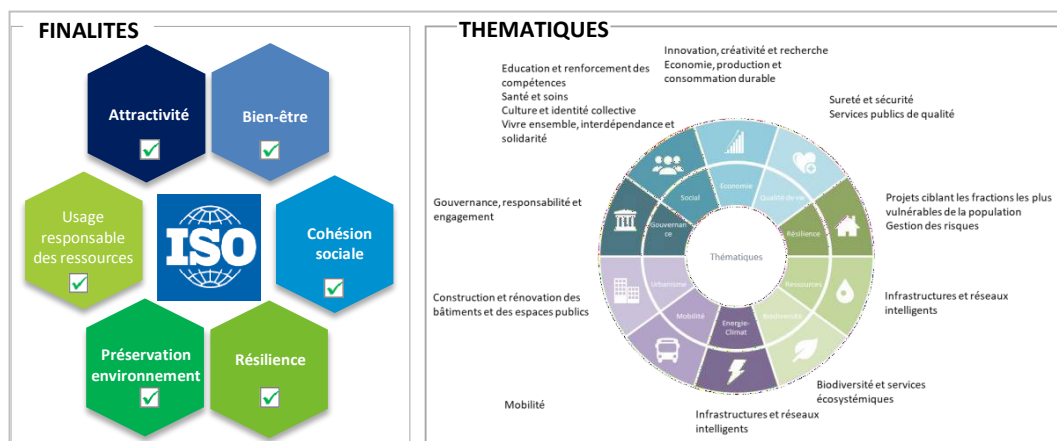 FINALITES
Attractivité
Bien-être
Usage
responsable
des ressources
ISO
Cohésion
sociale
Préservation
environnement
Résilience
THEMATIQUES
Innovation, créativité et recherche
Economie, production et
consommation durable
Education et renforcement des
compétences
Santé et soins
Culture et identité collective
Vivre ensemble, interdépendance et
solidarité
Sureté et sécurité
Services publics de qualité
Gouvernance, responsabilité et
engagement
Projets ciblant les fractions les plus
vulnérables de la population
Gestion des risques
Construction et rénovation des
bâtiments et des espaces publics
Infrastructures et réseaux
intelligents
Mobilité
Biodiversité et services
écosystémiques
Infrastructures et réseaux
intelligents
Economie
Social
Qualité de vie
Gouvernan
ce
Résilience
Thématiques
Urbanisme
Ressources
Mobilité
Biodiversité
Energie-
Climat